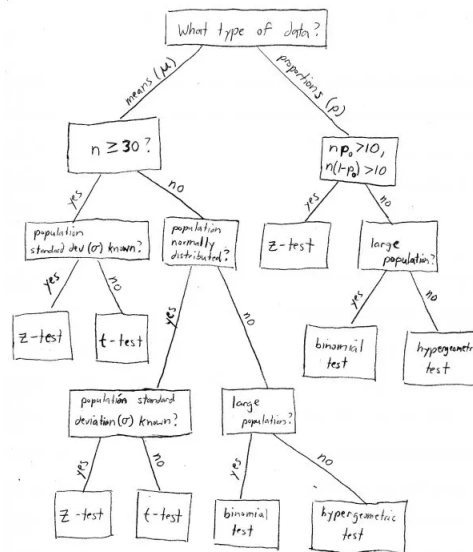 What type of data?
means (μ)
proportions (p)
n ≥ 30?
np₀ >10,
n(1-p₀) >10
yes
no
yes
no
population
standard dev (σ) known?
population
normally
distributed?
z-test
large
population?
yes
no
yes
no
yes
no
z-test
t-test
binomial
test
hypergeometric
test
population standard
deviation (σ) known?
large
population?
yes
no
yes
no
z-test
t-test
binomial
test
hypergeometric
test